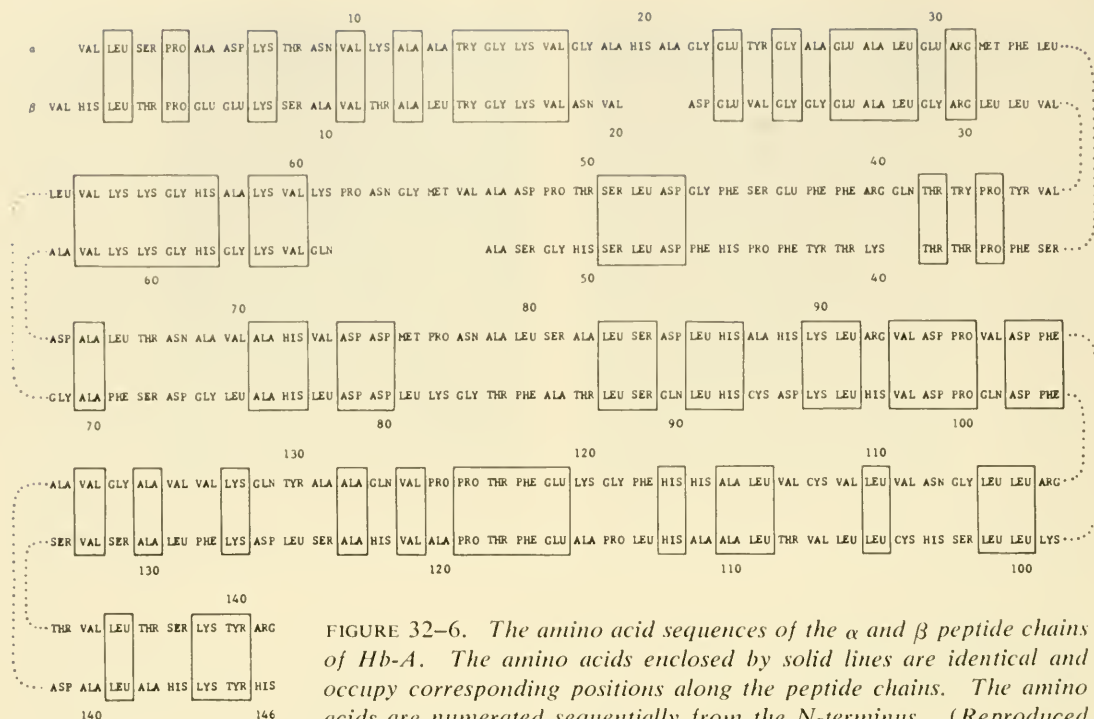 10 20 30
α VAL LEU SER PRO ALA ASP LYS THR ASN VAL LYS ALA ALA TRY GLY LYS VAL GLY ALA HIS ALA GLY GLU TYR GLY ALA GLU ALA LEU GLU ARG MET PHE LEU
β VAL HIS LEU THR PRO GLU GLU LYS SER ALA VAL THR ALA LEU TRY GLY LYS VAL ASN VAL ASP GLU VAL GLY GLY GLU ALA LEU GLY ARG LEU LEU VAL
10 20 30
60 50 40
LEU VAL LYS LYS GLY HIS ALA LYS VAL LYS PRO ASN GLY MET VAL ALA ASP PRO THR SER LEU ASP GLY PHE SER GLU PHE PHE ARG GLN THR TRY PRO TYR VAL
ALA VAL LYS LYS GLY HIS GLY LYS VAL GLN ALA SER GLY HIS SER LEU ASP PHE HIS PRO PHE TYR THR LYS THR THR PRO PHE SER
60 50 40
70 80 90
ASP ALA LEU THR ASN ALA VAL ALA HIS VAL ASP ASP MET PRO ASN ALA LEU SER ALA LEU SER ASP LEU HIS ALA HIS LYS LEU ARG VAL ASP PRO VAL ASP PHE
GLY ALA PHE SER ASP GLY LEU ALA HIS LEU ASP ASP LEU LYS GLY THR PHE ALA THR LEU SER GLN LEU HIS CYS ASP LYS LEU HIS VAL ASP PRO GLN ASP PHE
70 80 90 100
130 120 110
ALA VAL GLY ALA VAL VAL LYS GLN TYR ALA ALA GLN VAL PRO PRO THR PHE GLU LYS GLY PHE HIS HIS ALA LEU VAL CYS VAL LEU VAL ASN GLY LEU LEU ARG
SER VAL SER ALA LEU PHE LYS ASP LEU SER ALA HIS VAL ALA PRO THR PHE GLU ALA PRO LEU HIS ALA ALA LEU THR VAL LEU LEU CYS HIS SER LEU LEU LYS
130 120 110 100
140
THR VAL LEU THR SER LYS TYR ARG
ASP ALA LEU ALA HIS LYS TYR HIS
140 146
FIGURE 32–6. The amino acid sequences of the α and β peptide chains
of Hb-A. The amino acids enclosed by solid lines are identical and
occupy corresponding positions along the peptide chains. The amino
acids are numerated sequentially from the N-terminus. (Reproduced